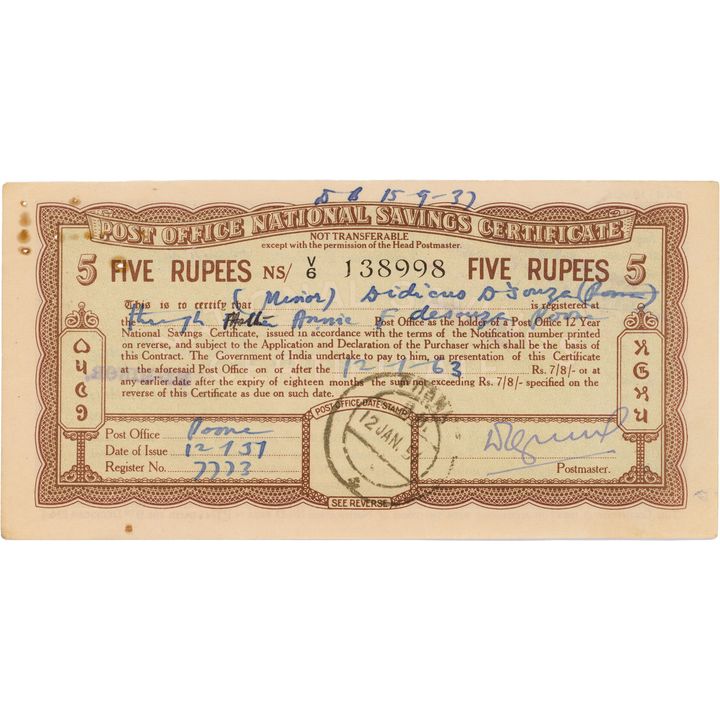 D B 15-9-37
POST OFFICE NATIONAL SAVINGS CERTIFICATE
NOT TRANSFERABLE
except with the permission of the Head Postmaster.
5 FIVE RUPEES NS/ V/6 138998 FIVE RUPEES 5
(Minor) Didicus D'Souza (Poona)
This is to certify that is registered at
through Annie F desouza Poona
the Post Office as the holder of a Post Office 12 Year
National Savings Certificate, issued in accordance with the terms of the Notification number printed
on reverse, and subject to the Application and Declaration of the Purchaser which shall be the basis of
this Contract. The Government of India undertake to pay him, on presentation of this Certificate
at the aforesaid Post Office on or after the 12-1-63 Rs. 7/8/- or at
any earlier date after the expiry of eighteen months the sum not exceeding Rs. 7/8/- specified on the
reverse of this Certificate as due on such date.
POST OFFICE DATE STAMP
Post Office Poona
Date of Issue 12-1-51
Register No. 7773
12 JAN. 5
Postmaster.
SEE REVERSE